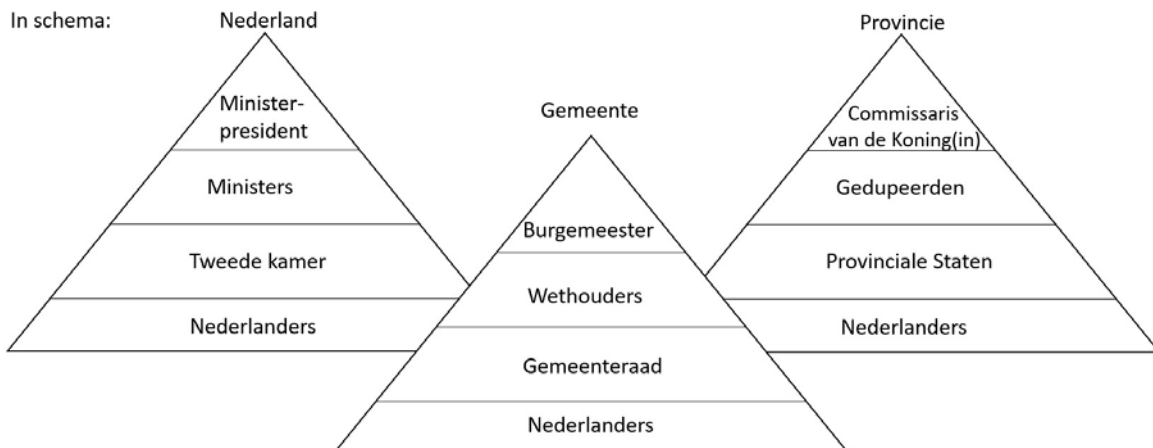 In schema:
Nederland
Minister-
president
Ministers
Tweede kamer
Nederlanders
Gemeente
Burgemeester
Wethouders
Gemeenteraad
Nederlanders
Provincie
Commissaris
van de Koning(in)
Gedupeerden
Provinciale Staten
Nederlanders